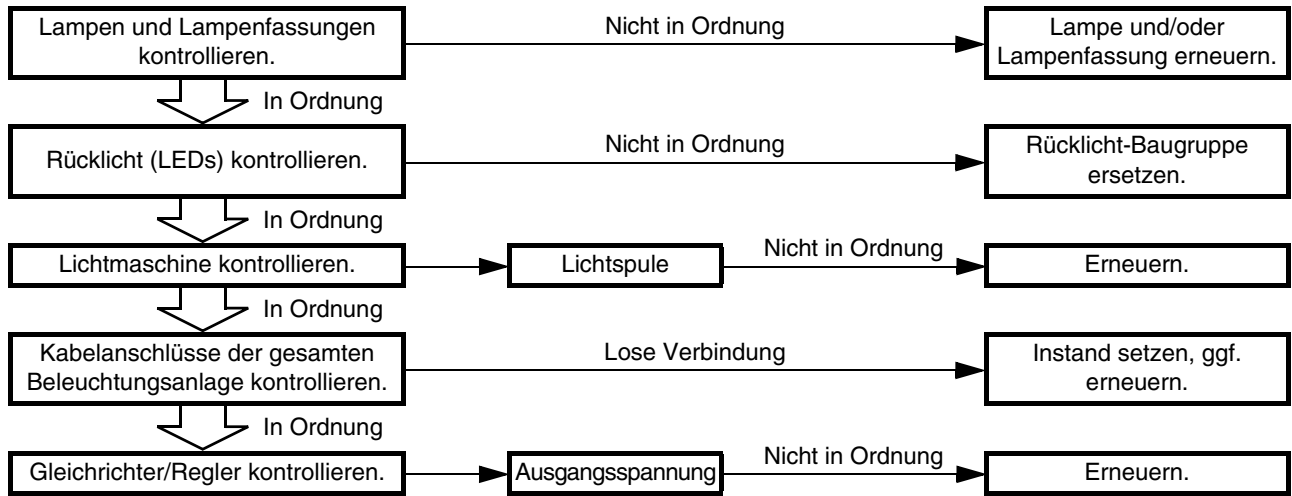 Lampen und Lampenfassungen
kontrollieren.
Nicht in Ordnung
Lampe und/oder
Lampenfassung erneuern.
In Ordnung
Rücklicht (LEDs) kontrollieren.
Nicht in Ordnung
Rücklicht-Baugruppe
ersetzen.
In Ordnung
Lichtmaschine kontrollieren.
Lichtspule
Nicht in Ordnung
Erneuern.
In Ordnung
Kabelanschlüsse der gesamten
Beleuchtungsanlage kontrollieren.
Lose Verbindung
Instand setzen, ggf.
erneuern.
In Ordnung
Gleichrichter/Regler kontrollieren.
Ausgangsspannung
Nicht in Ordnung
Erneuern.